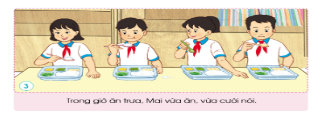 3
Trong giờ ăn trưa, Mai vừa ăn, vừa cười nói.